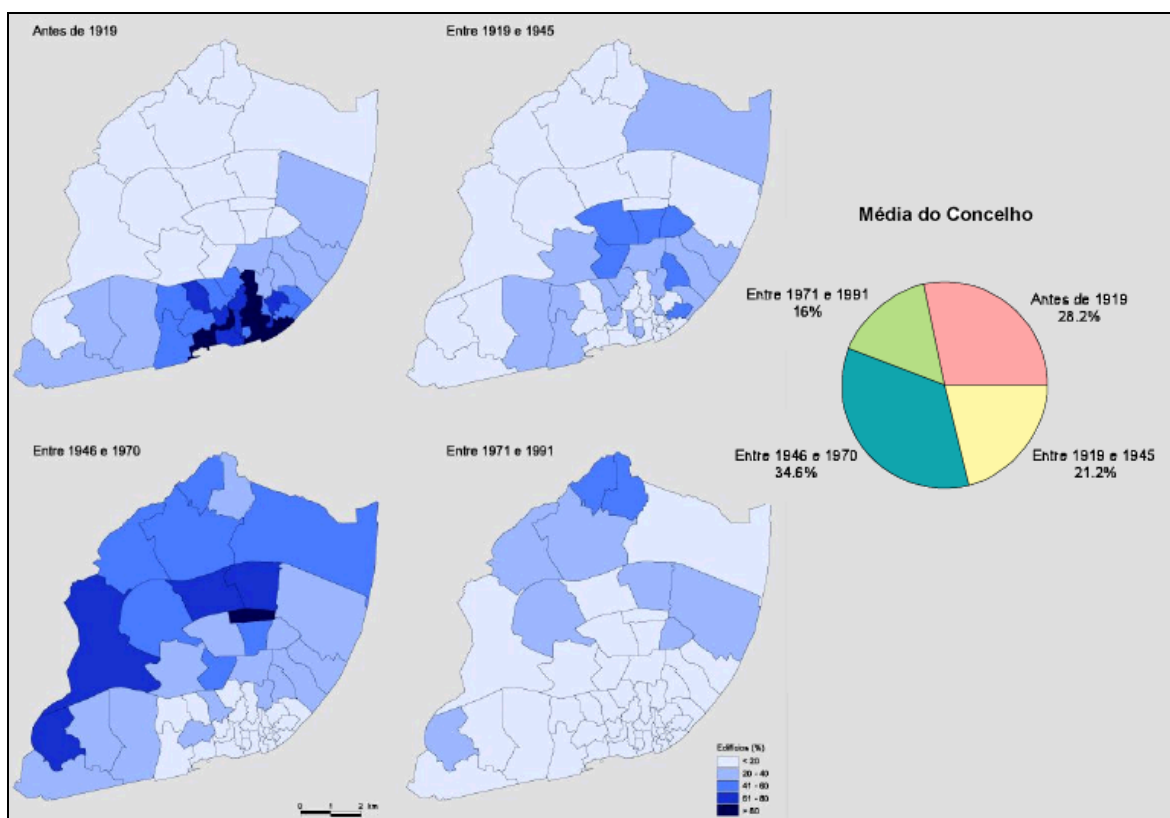 Antes de 1919
Entre 1919 e 1945
Média do Concelho
Entre 1971 e 1991
16%
Antes de 1919
28.2%
Entre 1946 e 1970
34.6%
Entre 1919 e 1945
21.2%
Entre 1946 e 1970
Entre 1971 e 1991
Edifícios (%)
< 20
20 - 40
41 - 60
61 - 80
> 80
0 1 2 km